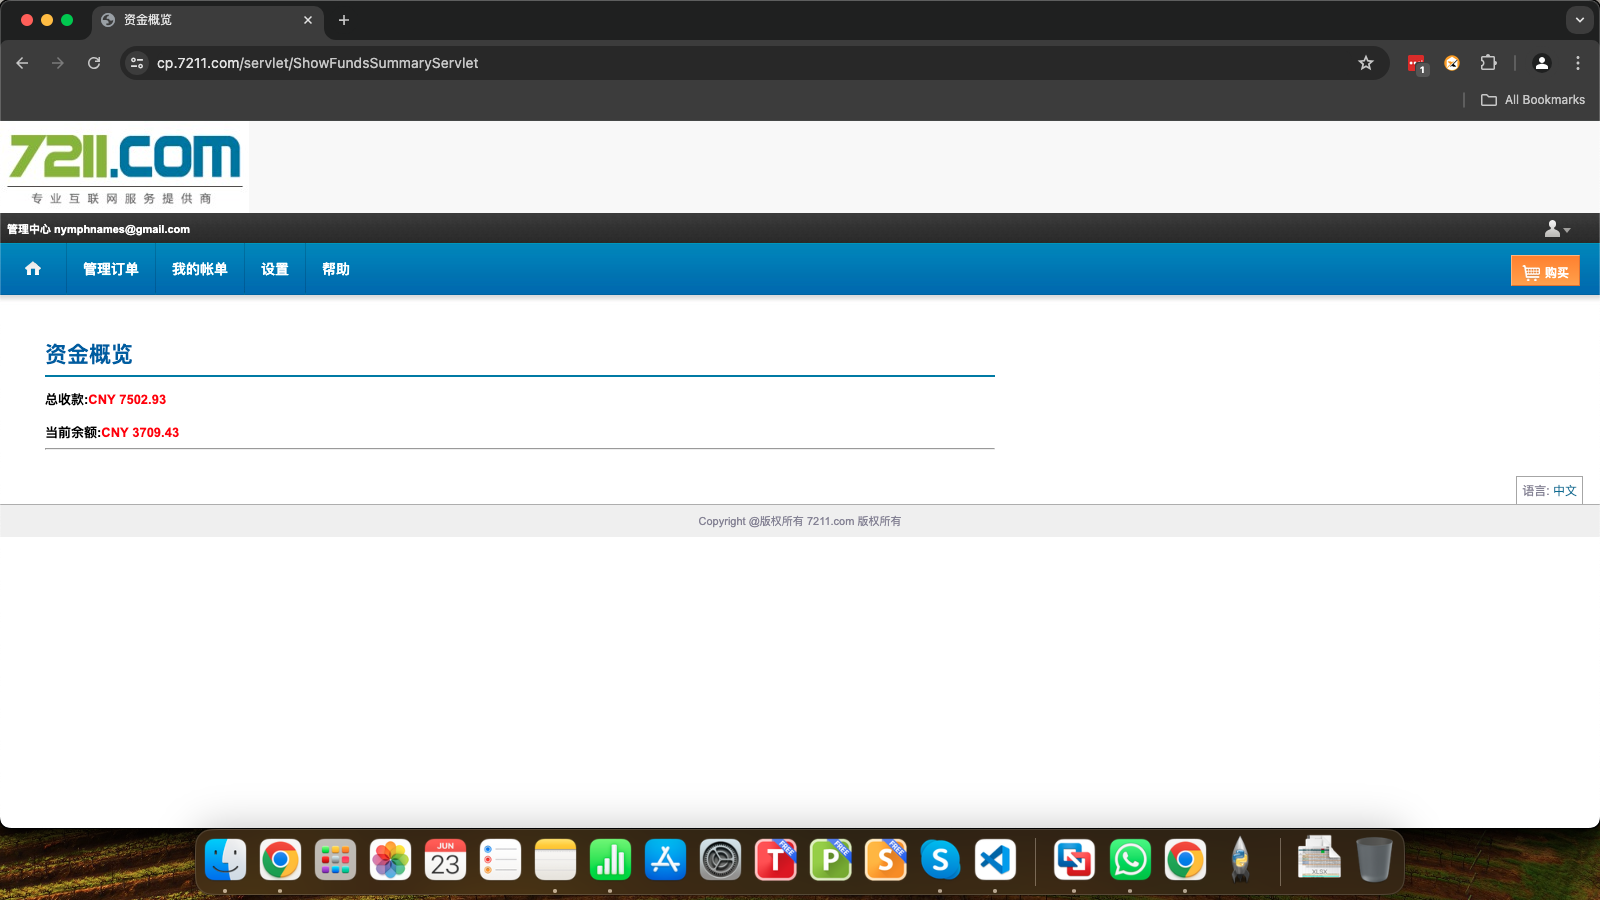 资金概览
cp.7211.com/servlet/ShowFundsSummaryServlet
1
All Bookmarks
7211.com
专业互联网服务提供商
管理中心 nymphnames@gmail.com
管理订单
我的帐单
设置
帮助
购买
资金概览
总收款:CNY 7502.93
当前余额:CNY 3709.43
语言: 中文
Copyright @版权所有 7211.com 版权所有
JUN
23
T FREE
P FREE
S FREE
S
XLSX